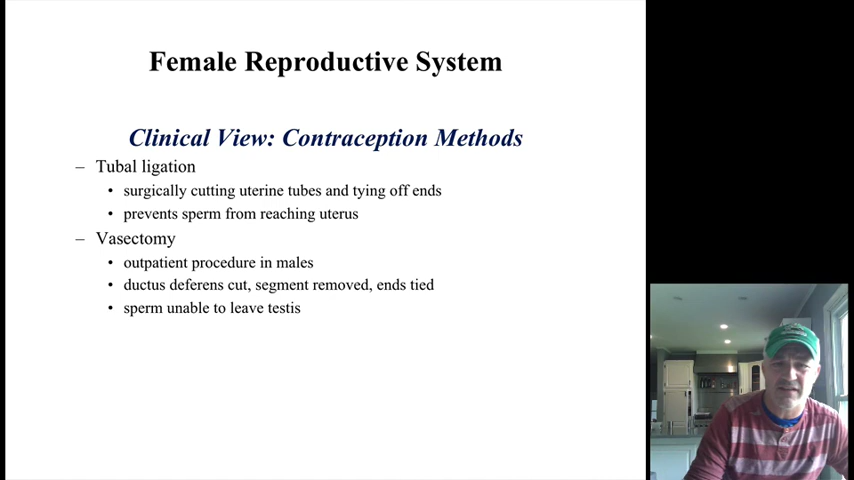 Female Reproductive System
Clinical View: Contraception Methods
– Tubal ligation
• surgically cutting uterine tubes and tying off ends
• prevents sperm from reaching uterus
– Vasectomy
• outpatient procedure in males
• ductus deferens cut, segment removed, ends tied
• sperm unable to leave testis